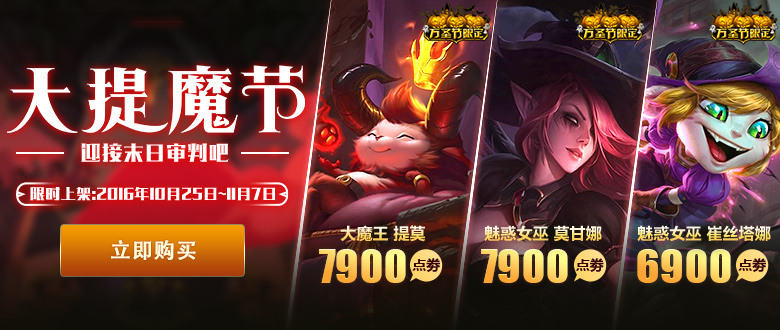 大提魔节
迎接末日审判吧
限时上架:2016年10月25日~11月7日
立即购买
万圣节限定
大魔王 提莫
7900 点劵
万圣节限定
魅惑女巫 莫甘娜
7900 点劵
万圣节限定
魅惑女巫 崔丝塔娜
6900 点劵